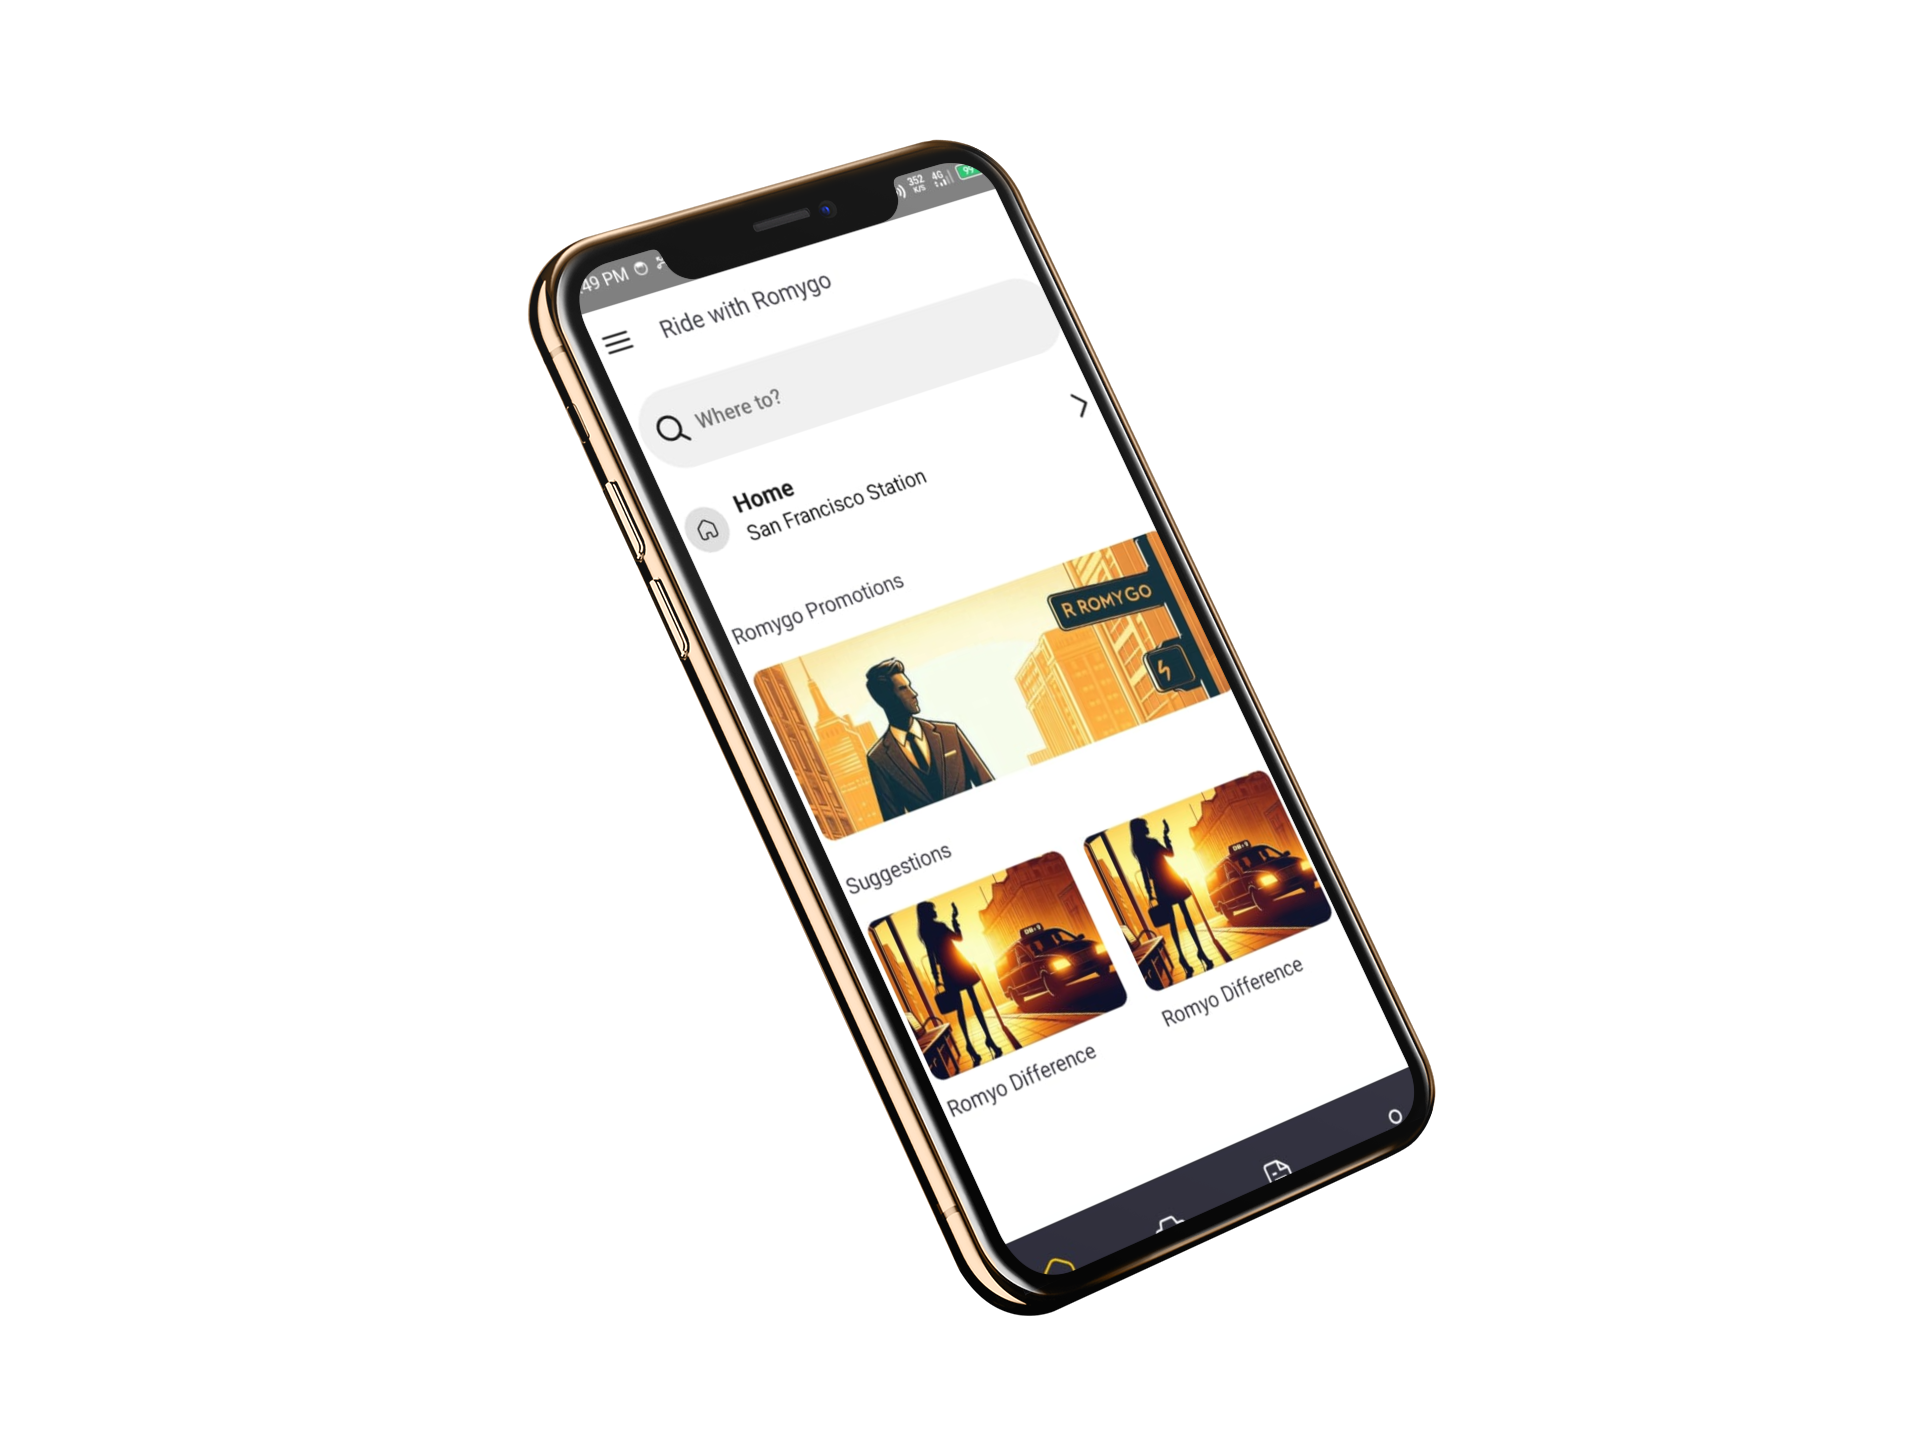 :49 PM
352 K/S 4G 99
Ride with Romygo
Where to?
Home
San Francisco Station
Romygo Promotions
R ROMYGO
Suggestions
Romyo Difference
Romyo Difference